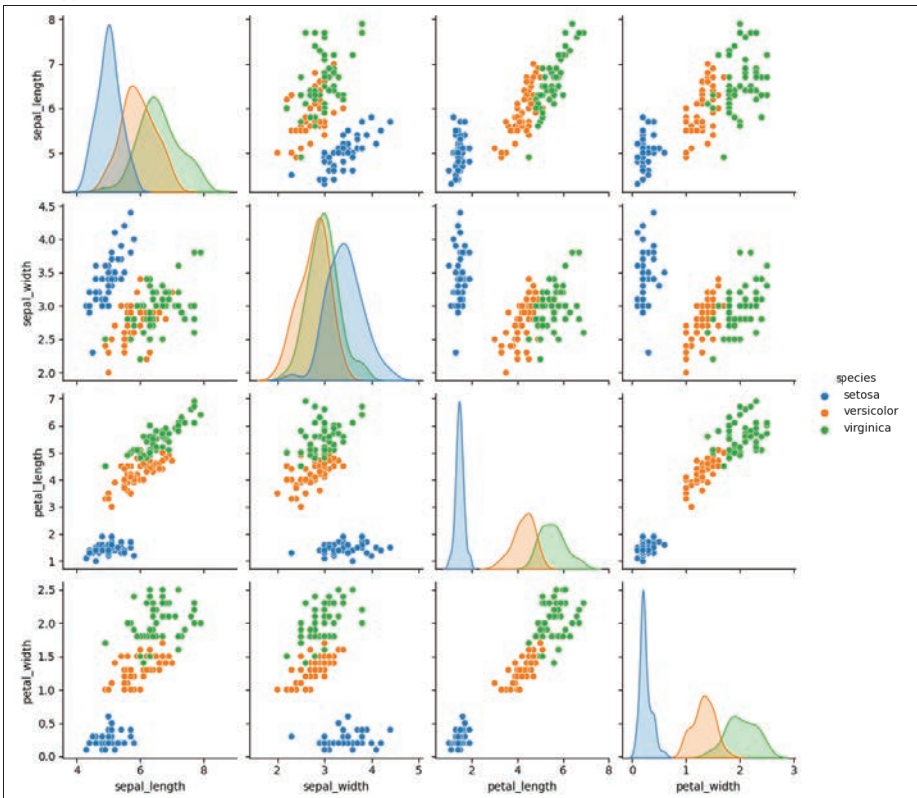 8
7
6
5
sepal_length
4.5
4.0
3.5
3.0
2.5
2.0
sepal_width
species
setosa
versicolor
virginica
7
6
5
4
3
2
1
petal_length
2.5
2.0
1.5
1.0
0.5
0.0
petal_width
4 6 8
2 3 4 5
2 4 6 8
0 1 2 3
sepal_length sepal_width petal_length petal_width